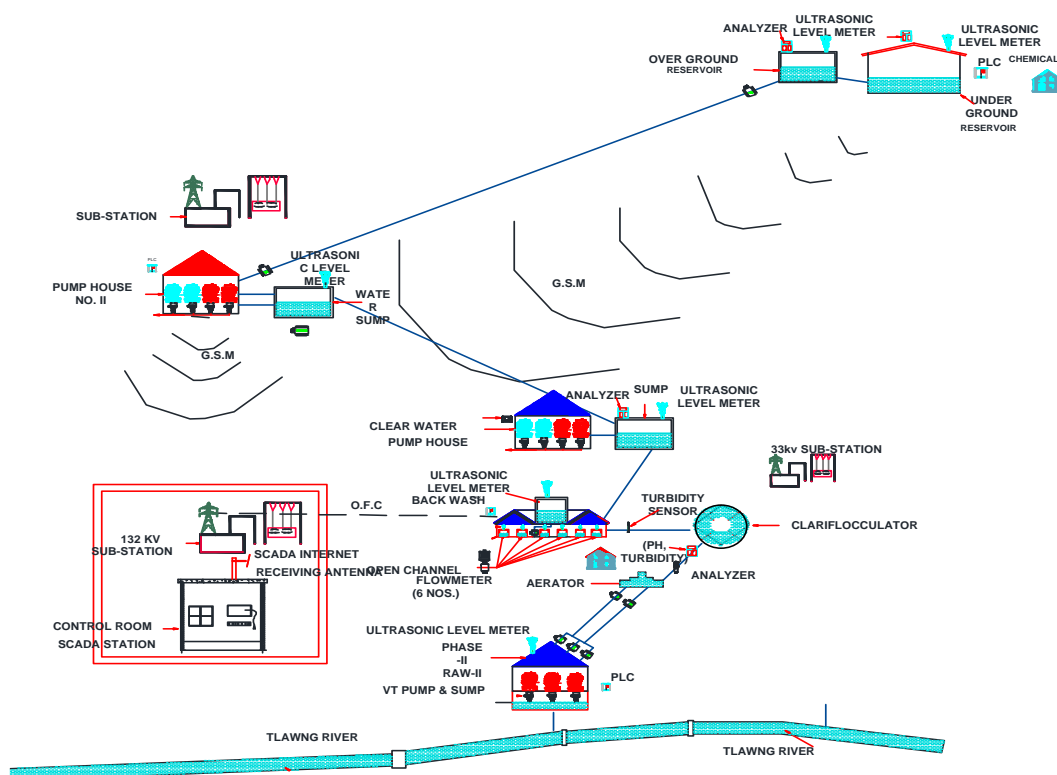 ANALYZER
ULTRASONIC
LEVEL METER
ULTRASONIC
LEVEL METER
OVER GROUND
RESERVOIR
PLC
CHEMICAL
UNDER
GROUND
RESERVOIR
SUB-STATION
PLC
ULTRASONI
C LEVEL
METER
PUMP HOUSE
NO. II
WATE
R
SUMP
G.S.M
G.S.M
ANALYZER
SUMP
ULTRASONIC
LEVEL METER
CLEAR WATER
PUMP HOUSE
33kv SUB-STATION
ULTRASONIC
LEVEL METER
BACK WASH
TURBIDITY
SENSOR
CLARIFLOCCULATOR
O.F.C
132 KV
SUB-STATION
SCADA INTERNET
RECEIVING ANTENNA
OPEN CHANNEL
FLOWMETER
(6 NOS.)
(PH,
TURBIDITY)
ANALYZER
AERATOR
CONTROL ROOM
SCADA STATION
ULTRASONIC LEVEL METER
PHASE
-II
RAW-II
VT PUMP & SUMP
PLC
TLAWNG RIVER
TLAWNG RIVER